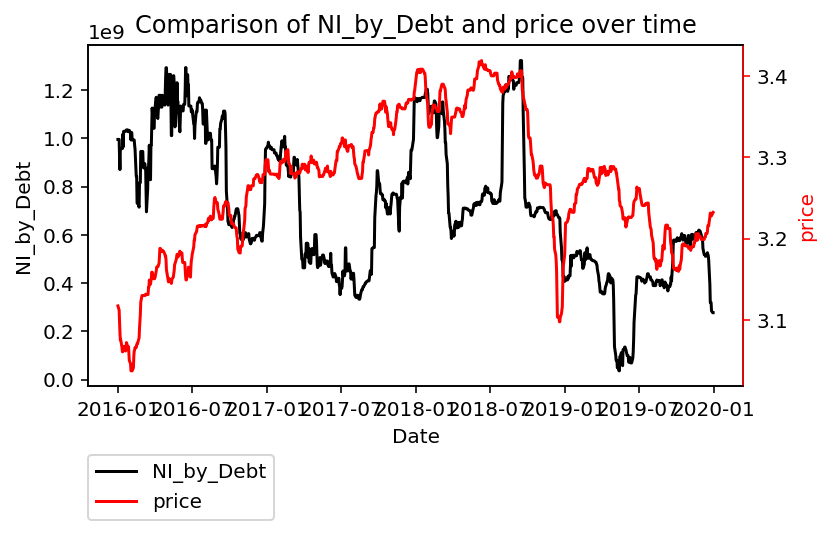 Comparison of NI_by_Debt and price over time
1e9
1.2
1.0
0.8
0.6
0.4
0.2
0.0
NI_by_Debt
3.4
3.3
3.2
3.1
price
2016-01 2016-07 2017-01 2017-07 2018-01 2018-07 2019-01 2019-07 2020-01
Date
NI_by_Debt
price